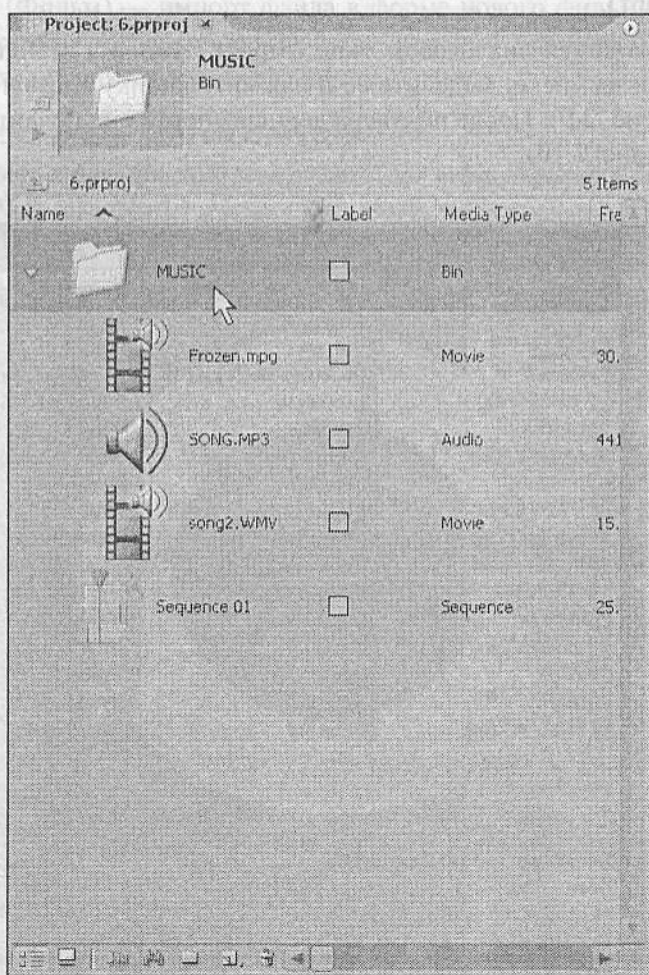 Project: 6.prproj ×
MUSIC
Bin
6.prproj
5 Items
Name
Label
Media Type
Fra
MUSIC
Bin
Frozen.mpg
Movie
30.
SONG.MP3
Audio
441
song2.WMV
Movie
15.
Sequence 01
Sequence
25.